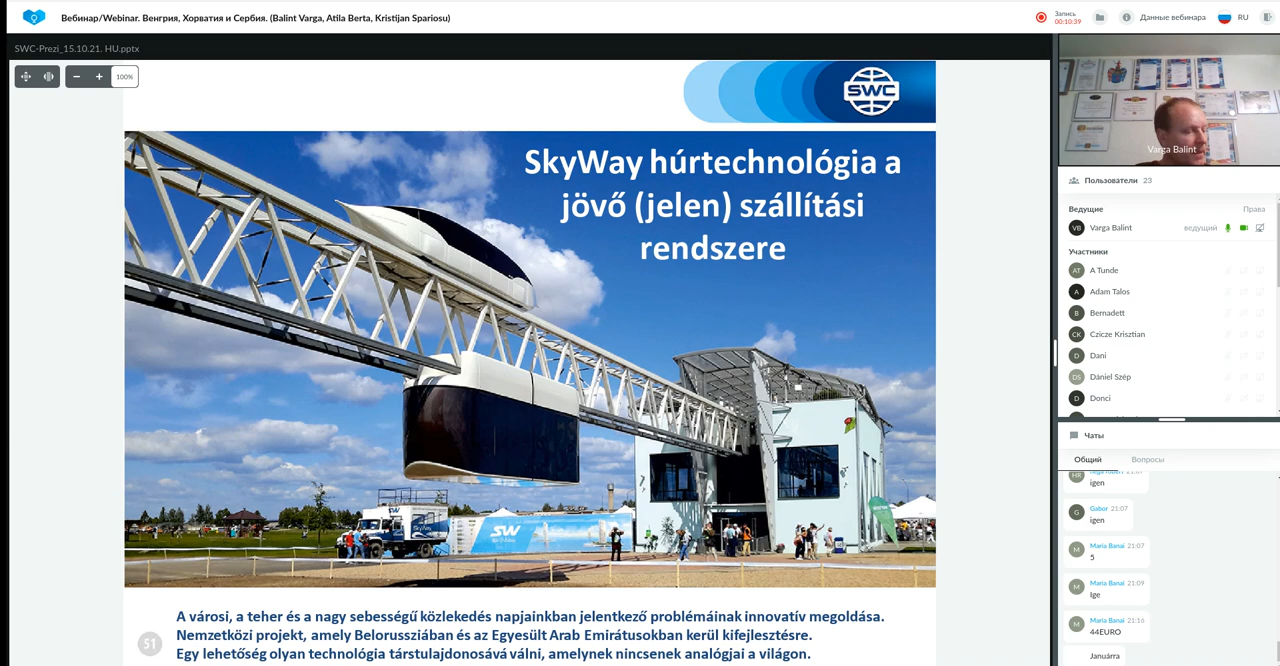 Вебинар/Webinar. Венгрия, Хорватия и Сербия. (Balint Varga, Atila Berta, Kristijan Spariosu)
Запись
00:10:39
Данные вебинара
RU
SWC-Prezi_15.10.21. HU.pptx
100%
SWC
SkyWay húrtechnológia a
jövő (jelen) szállítási
rendszere
SkyWay
A városi, a teher és a nagy sebességű közlekedés napjainkban jelentkező problémáinak innovatív megoldása.
Nemzetközi projekt, amely Belorussziában és az Egyesült Arab Emirátusokban kerül kifejlesztésre.
Egy lehetőség olyan technológia társtulajdonosává válni, amelynek nincsenek analógjai a világon.
51
Varga Balint
Пользователи 23
Ведущие Права
VB Varga Balint ведущий
Участники
AT A Tunde
A Adam Talos
B Bernadett
CK Czicze Krisztian
D Dani
DS Dániel Szép
D Donci
Чаты
Общий Вопросы
igen
G Gabor 21:07
igen
M Maria Banai 21:07
5
M Maria Banai 21:09
Ige
M Maria Banai 21:16
44EURO
Januárra